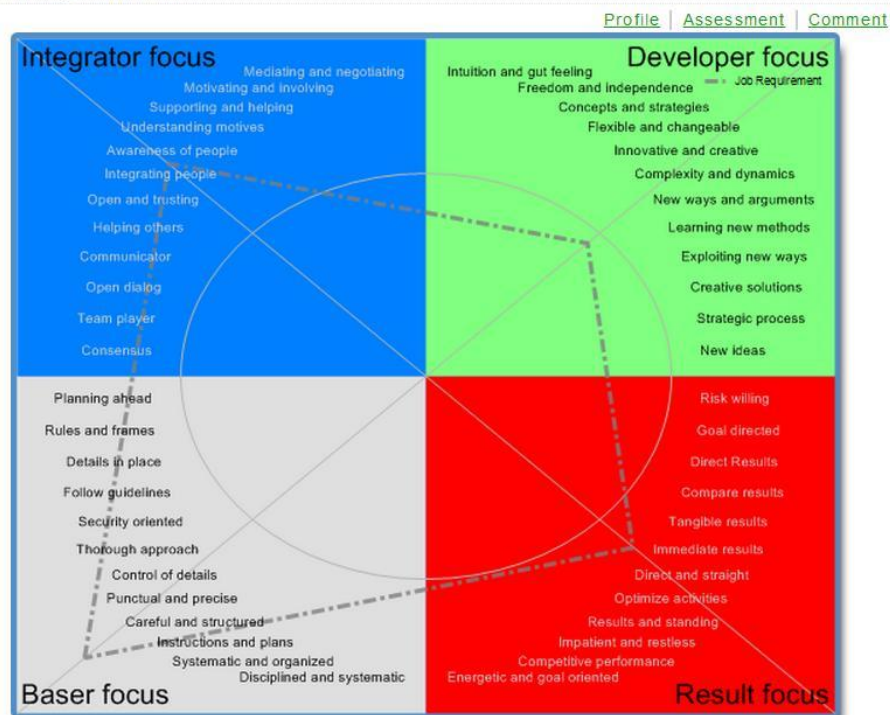 Profile | Assessment | Comment
Integrator focus
Mediating and negotiating
Motivating and involving
Supporting and helping
Understanding motives
Awareness of people
Integrating people
Open and trusting
Helping others
Communicator
Open dialog
Team player
Consensus
Developer focus
Intuition and gut feeling
Job Requirement
Freedom and independence
Concepts and strategies
Flexible and changeable
Innovative and creative
Complexity and dynamics
New ways and arguments
Learning new methods
Exploiting new ways
Creative solutions
Strategic process
New ideas
Planning ahead
Rules and frames
Details in place
Follow guidelines
Security oriented
Thorough approach
Control of details
Punctual and precise
Careful and structured
Instructions and plans
Systematic and organized
Disciplined and systematic
Baser focus
Risk willing
Goal directed
Direct Results
Compare results
Tangible results
Immediate results
Direct and straight
Optimize activities
Results and standing
Impatient and restless
Competitive performance
Energetic and goal oriented
Result focus